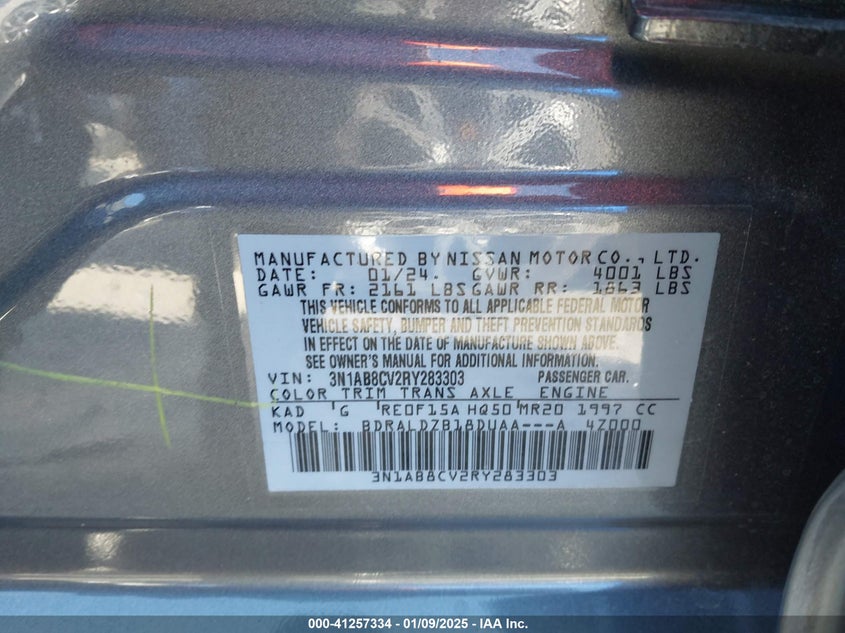 MANUFACTURED BY NISSAN MOTOR CO., LTD.
DATE: 01/24. GVWR: 4001 LBS
GAWR FR: 2161 LBS GAWR RR: 1863 LBS
THIS VEHICLE CONFORMS TO ALL APPLICABLE FEDERAL MOTOR
VEHICLE SAFETY, BUMPER AND THEFT PREVENTION STANDARDS
IN EFFECT ON THE DATE OF MANUFACTURE SHOWN ABOVE.
SEE OWNER'S MANUAL FOR ADDITIONAL INFORMATION.
VIN: 3N1AB8CV2RY283303 PASSENGER CAR.
COLOR TRIM TRANS AXLE ENGINE
KAD G RE0F15A HQ50 MR20 1997 CC
MODEL: BDRALDZB18DUAA---A 4Z000
3N1AB8CV2RY283303
000-41257334 / 01/09/2025 - IAA Inc.